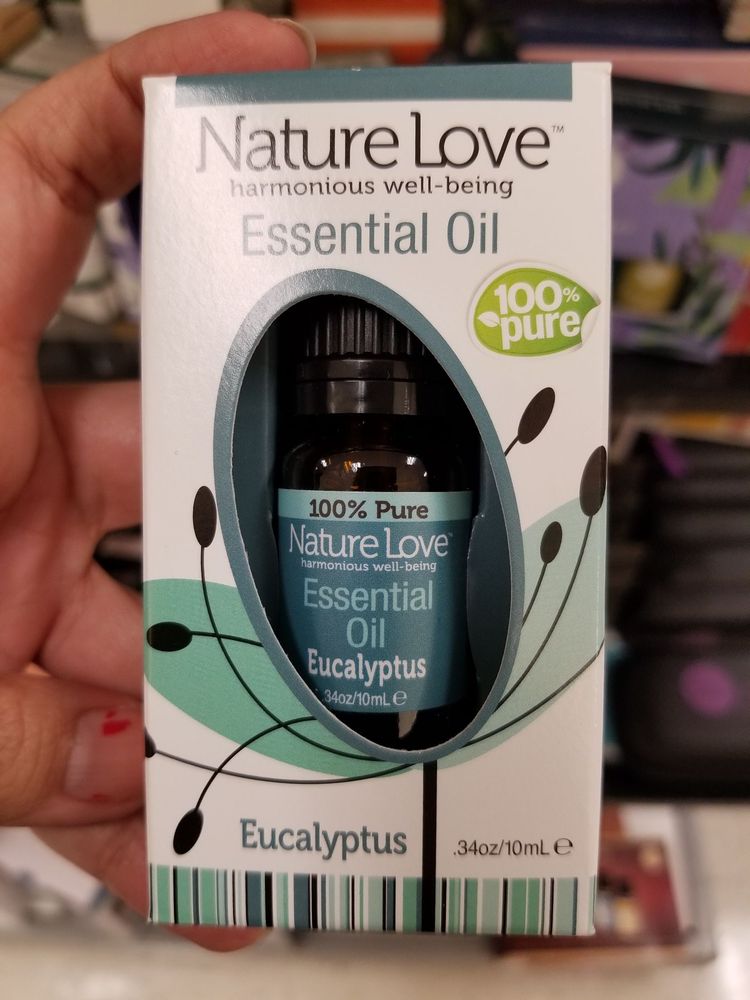 Nature Love™
harmonious well-being
Essential Oil
100%
pure
100% Pure
Nature Love™
harmonious well-being
Essential
Oil
Eucalyptus
.34oz/10mL ℮
Eucalyptus
.34oz/10mL ℮